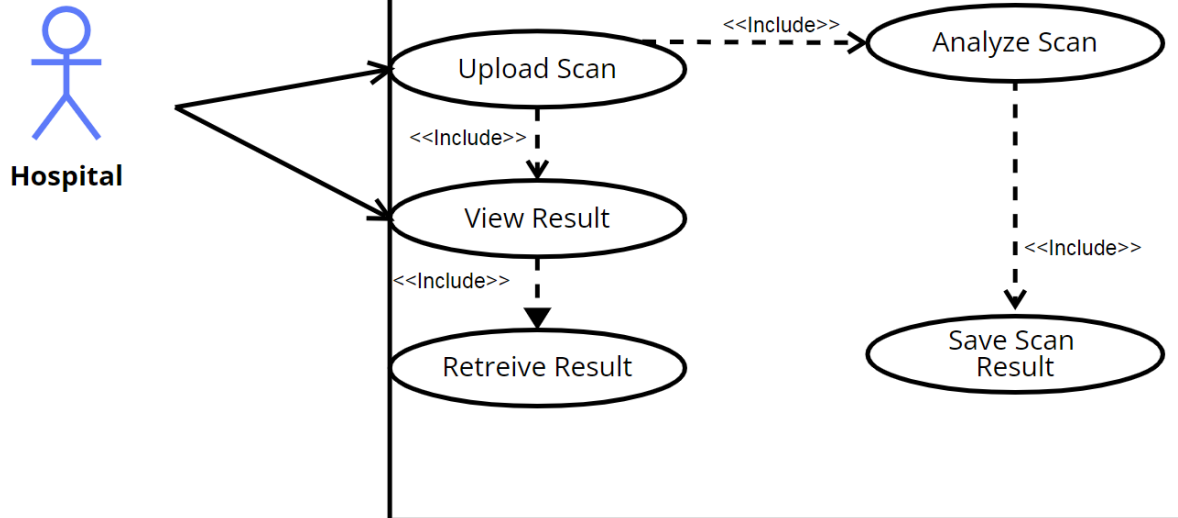 <<Include>>
Analyze Scan
Upload Scan
<<Include>>
Hospital
View Result
<<Include>>
<<Include>>
Save Scan
Result
Retreive Result